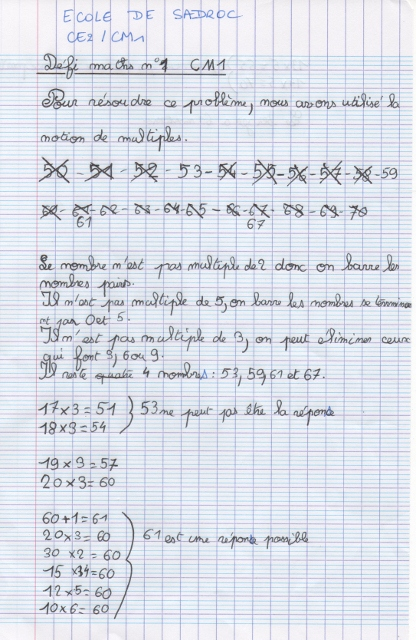 ECOLE DE SADROC
CE2 / CM1
Defi maths n°1 CM1
Pour résoudre ce problème, nous avons utilisé la
notion de multiples.
50 - 51 - 52 - 53 - 54 - 55 - 56 - 57 - 58 - 59
60 - 61 - 62 - 63 - 64 - 65 - 66 - 67 - 68 - 69 - 70
61 67
Le nombre n'est pas multiple de 2 donc on barre les
nombres pairs.
Il n'est pas multiple de 5, on barre les nombres se terminan
et par 0 et 5.
Il n'est pas multiple de 3, on peut eliminer ceux
qui font 3, 6 ou 9.
Il reste quatre 4 nombres : 53, 59, 61 et 67.
17 x 3 = 51 53 ne peut pas être la réponse
18 x 3 = 54
19 x 3 = 57
20 x 3 = 60
60 + 1 = 61
20 x 3 = 60 61 est une réponse possible
30 x 2 = 60
15 x 4 = 60
12 x 5 = 60
10 x 6 = 60